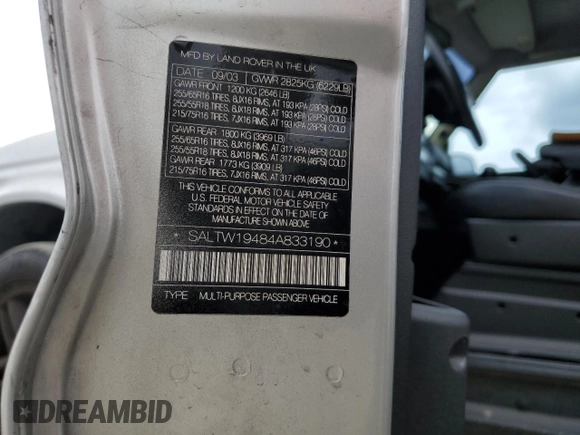 MFD BY LAND ROVER IN THE UK
DATE 09/03 GVWR 2825KG (6229LB)
GAWR FRONT 1200 KG (2646 LB)
255/65R16 TIRES, 8JX16 RIMS, AT 193 KPA (28PSI) COLD
255/55R18 TIRES, 8JX18 RIMS, AT 193 KPA (28PSI) COLD
215/75R16 TIRES, 7JX16 RIMS, AT 193 KPA (28PSI) COLD
GAWR REAR 1800 KG (3969 LB)
255/65R16 TIRES, 8JX16 RIMS, AT 317 KPA (46PSI) COLD
255/55R18 TIRES, 8JX18 RIMS, AT 317 KPA (46PSI) COLD
GAWR REAR 1773 KG (3909 LB)
215/75R16 TIRES, 7JX16 RIMS, AT 317 KPA (46PSI) COLD
THIS VEHICLE CONFORMS TO ALL APPLICABLE
U.S. FEDERAL MOTOR VEHICLE SAFETY
STANDARDS IN EFFECT ON THE DATE OF
MANUFACTURE SHOWN ABOVE
* SALTW19484A833190 *
TYPE MULTI-PURPOSE PASSENGER VEHICLE
DREAMBID